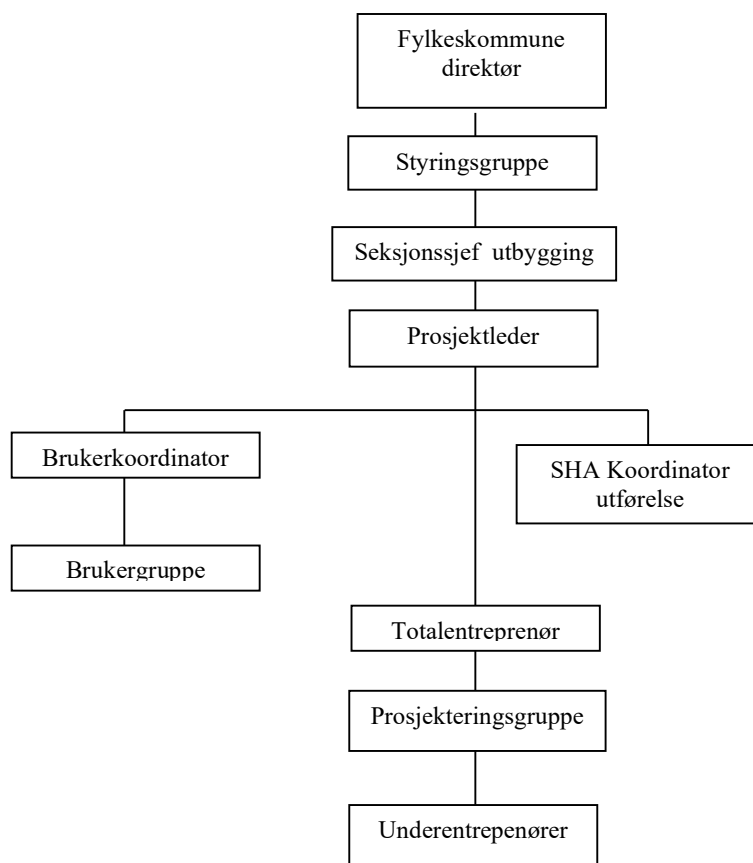 Fylkeskommune
direktør
Styringsgruppe
Seksjonssjef utbygging
Prosjektleder
Brukerkoordinator
SHA Koordinator
utførelse
Brukergruppe
Totalentreprenør
Prosjekteringsgruppe
Underentrepenører